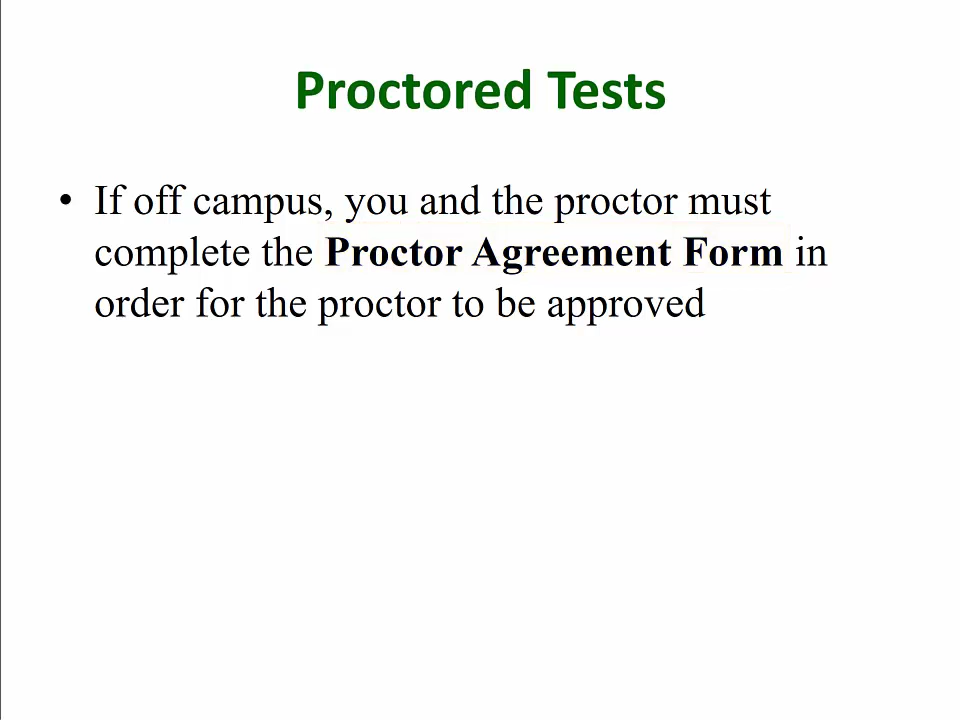 Proctored Tests
• If off campus, you and the proctor must
complete the Proctor Agreement Form in
order for the proctor to be approved